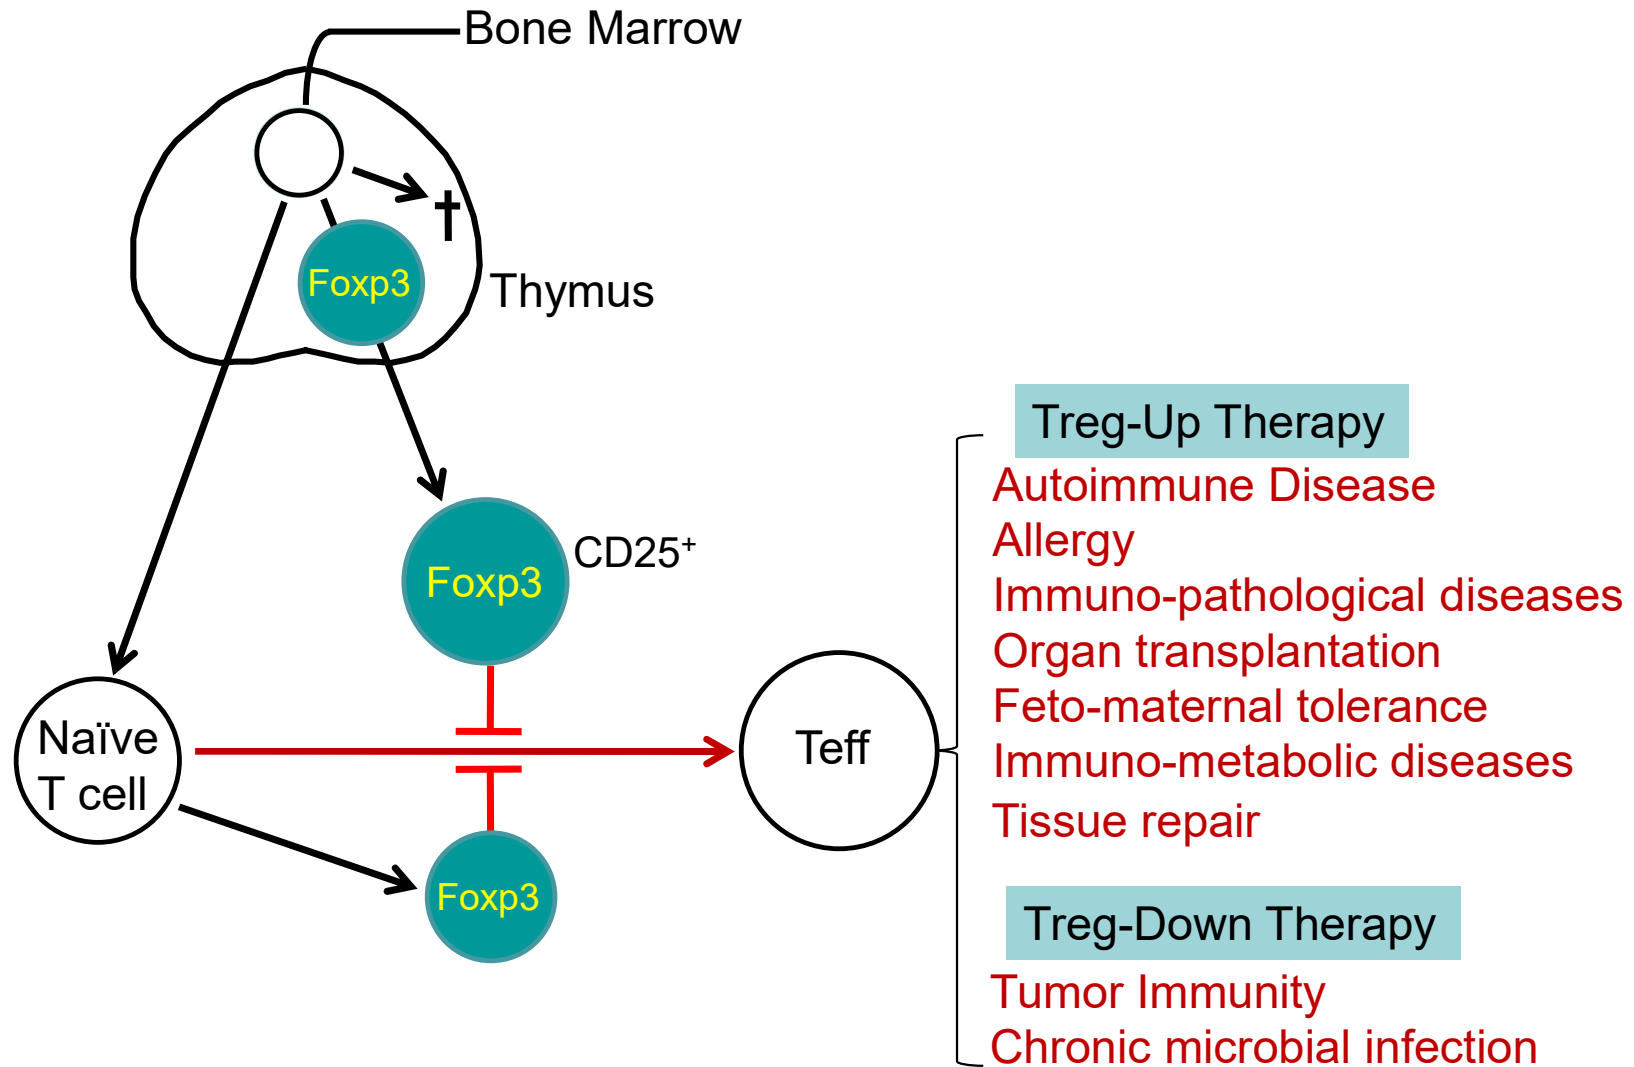 Bone Marrow
†
Foxp3
Thymus
Foxp3
CD25⁺
Naïve
T cell
Foxp3
Teff
Treg-Up Therapy
Autoimmune Disease
Allergy
Immuno-pathological diseases
Organ transplantation
Feto-maternal tolerance
Immuno-metabolic diseases
Tissue repair
Treg-Down Therapy
Tumor Immunity
Chronic microbial infection